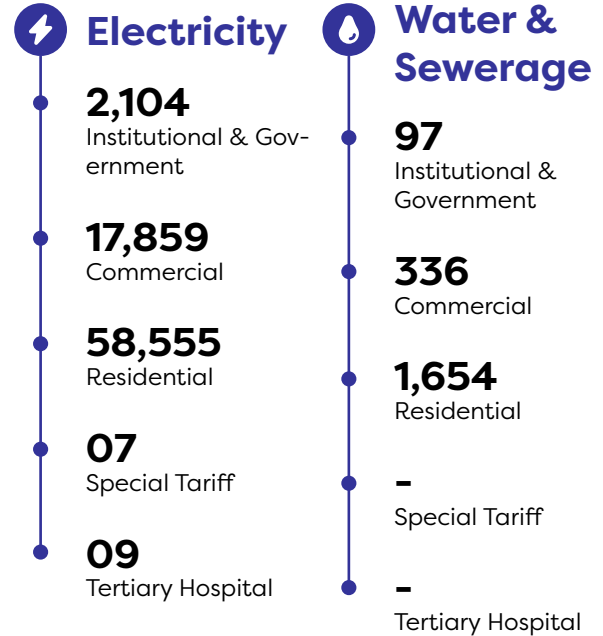 Electricity
2,104
Institutional & Gov-
ernment
17,859
Commercial
58,555
Residential
07
Special Tariff
09
Tertiary Hospital
Water &
Sewerage
97
Institutional &
Government
336
Commercial
1,654
Residential
-
Special Tariff
-
Tertiary Hospital